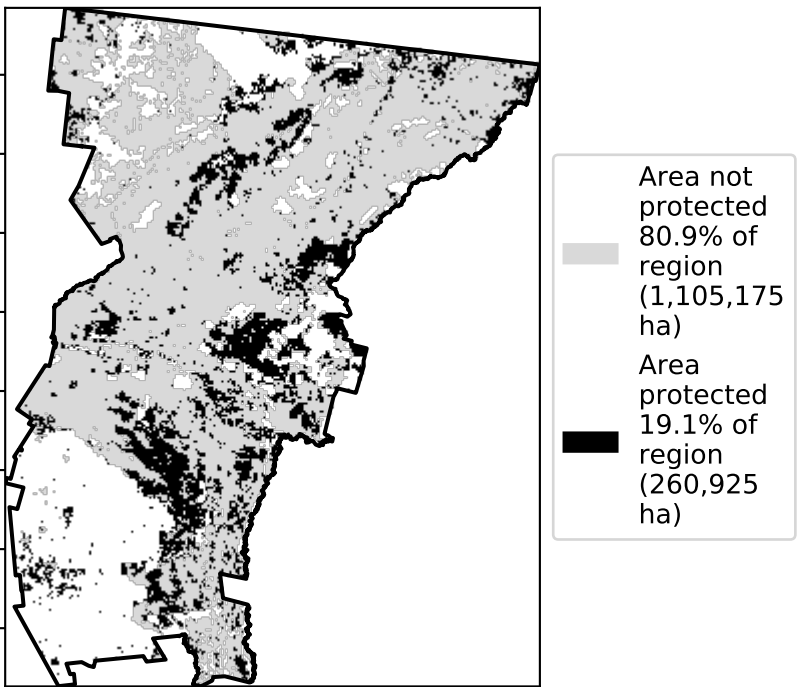 Area not
protected
80.9% of
region
(1,105,175
ha)
Area
protected
19.1% of
region
(260,925
ha)